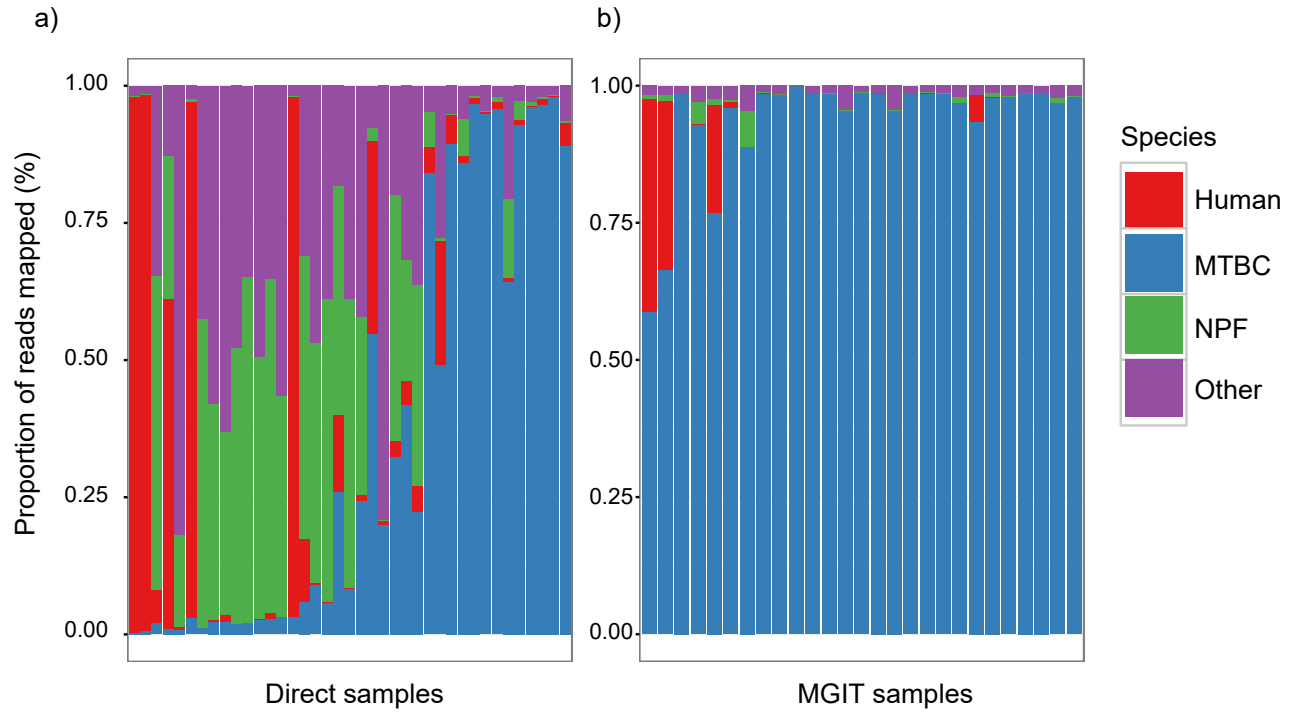 a)
b)
Proportion of reads mapped (%)
1.00
0.75
0.50
0.25
0.00
Direct samples
1.00
0.75
0.50
0.25
0.00
MGIT samples
Species
Human
MTBC
NPF
Other